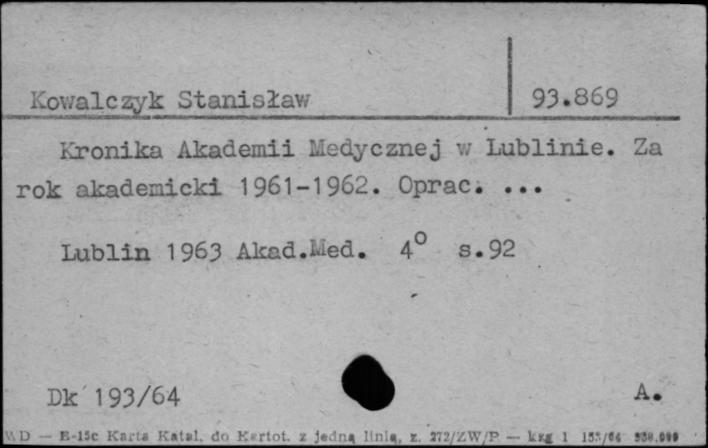 Kowalczyk Stanisław 93.869
Kronika Akademii Medycznej w Lublinie. Za
rok akademicki 1961-1962. Oprac. ...
Lublin 1963 Akad.Med. 4° s.92
Dk 193/64 A.
WD — E-15c Karta Katal. do Kartot. z jedną linią, z. 272/ZW/P — kzg 1